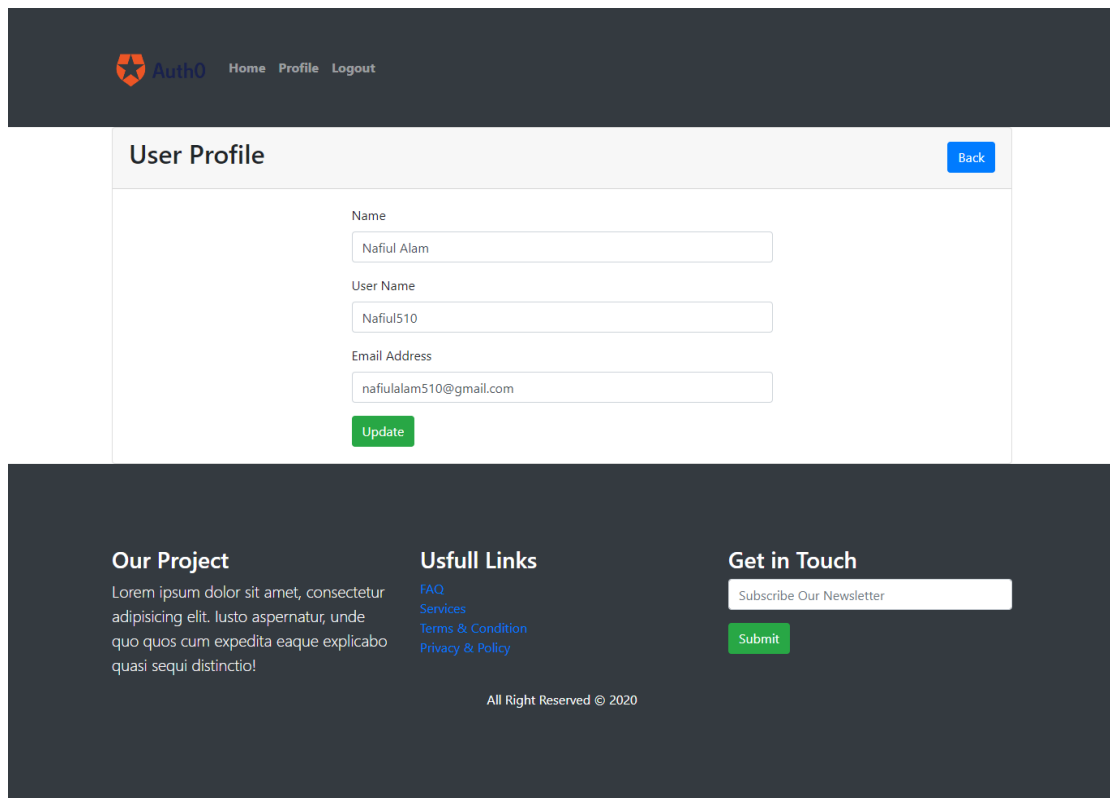 Auth0 Home Profile Logout
User Profile Back
Name
Nafiul Alam
User Name
Nafiul510
Email Address
nafiulalam510@gmail.com
Update
Our Project
Lorem ipsum dolor sit amet, consectetur
adipisicing elit. Iusto aspernatur, unde
quo quos cum expedita eaque explicabo
quasi sequi distinctio!
Usfull Links
FAQ
Services
Terms & Condition
Privacy & Policy
Get in Touch
Subscribe Our Newsletter
Submit
All Right Reserved © 2020